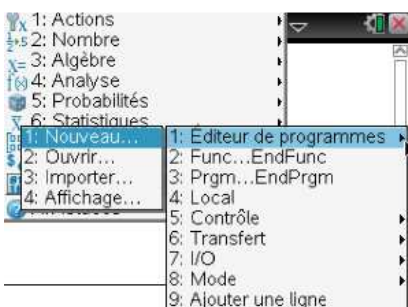 1: Actions
2: Nombre
3: Algèbre
4: Analyse
5: Probabilités
6: Statistiques
1: Nouveau...
2: Ouvrir...
3: Importer...
4: Affichage...
1: Éditeur de programmes
2: Func...EndFunc
3: Prgm...EndPrgm
4: Local
5: Contrôle
6: Transfert
7: I/O
8: Mode
9: Ajouter une ligne